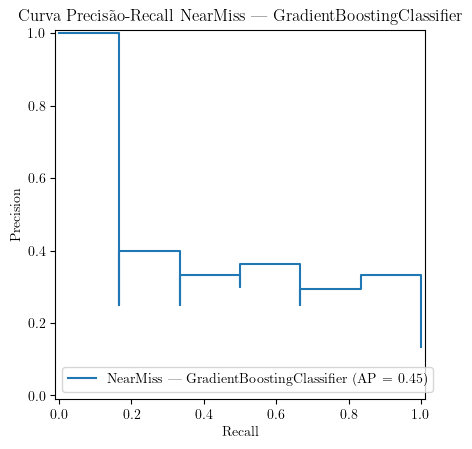 Curva Precisão-Recall NearMiss — GradientBoostingClassifier
1.0
0.8
0.6
0.4
0.2
0.0
Precision
NearMiss — GradientBoostingClassifier (AP = 0.45)
0.0 0.2 0.4 0.6 0.8 1.0
Recall